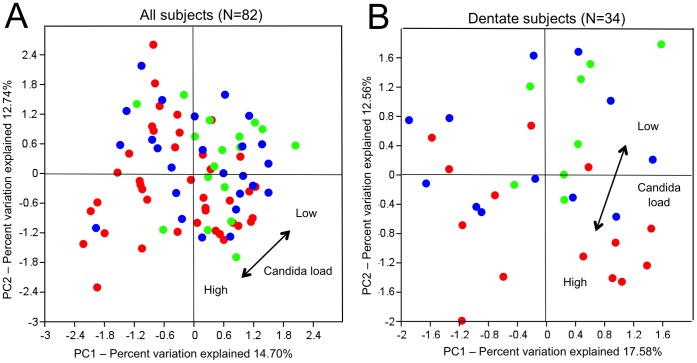 A
All subjects (N=82)
PC2 – Percent variation explained 12.74%
2.4
1.8
1.2
0.6
0
-0.6
-1.2
-1.8
-2.4
-3
Low
Candida load
High
-3 -2.4 -1.8 -1.2 -0.6 0 0.6 1.2 1.8 2.4
PC1 – Percent variation explained 14.70%
B
Dentate subjects (N=34)
PC2 – Percent variation explained 12.56%
1.6
1.2
0.8
0.4
0
-0.4
-0.8
-1.2
-1.6
-2
Low
Candida
load
High
-2 -1.6 -1.2 -0.8 -0.4 0 0.4 0.8 1.2 1.6
PC1 – Percent variation explained 17.58%